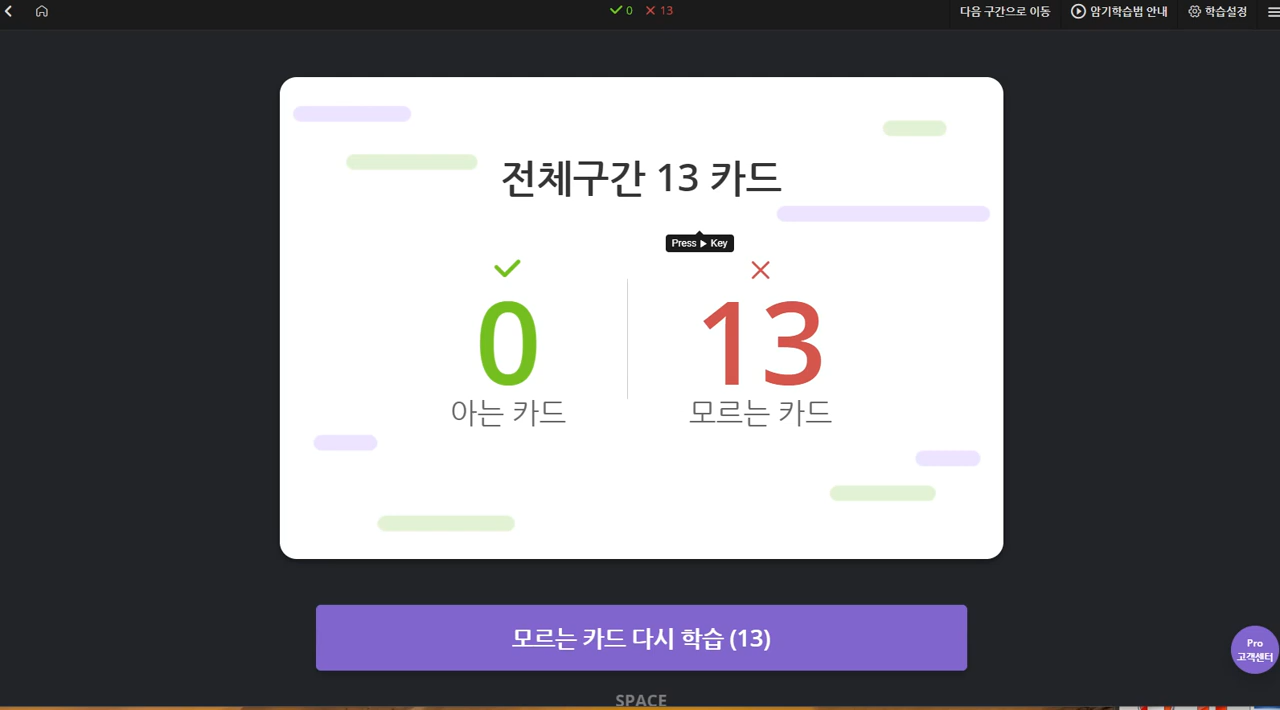 0 13 다음 구간으로 이동 암기학습법 안내 학습설정
전체구간 13 카드
Press ▶ Key
0 13
아는 카드 모르는 카드
모르는 카드 다시 학습 (13)
Pro
고객센터
SPACE